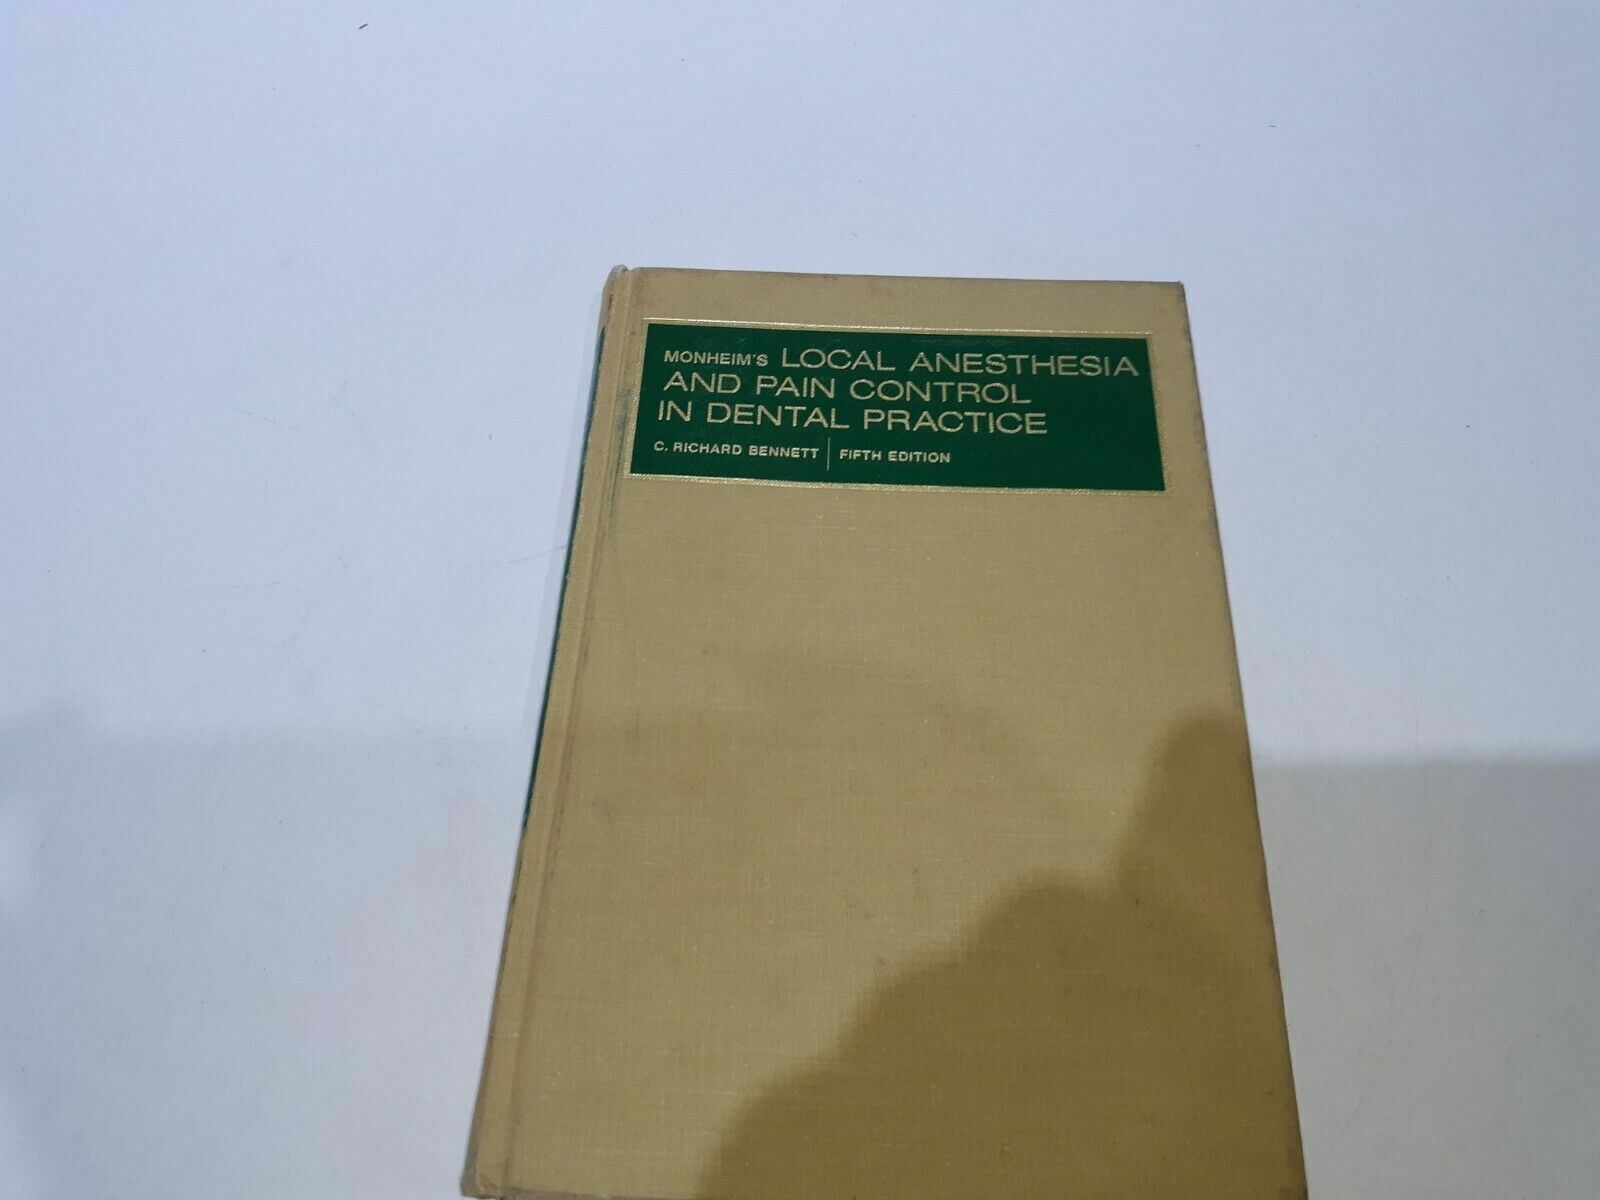 MONHEIM'S LOCAL ANESTHESIA
AND PAIN CONTROL
IN DENTAL PRACTICE
C. RICHARD BENNETT | FIFTH EDITION